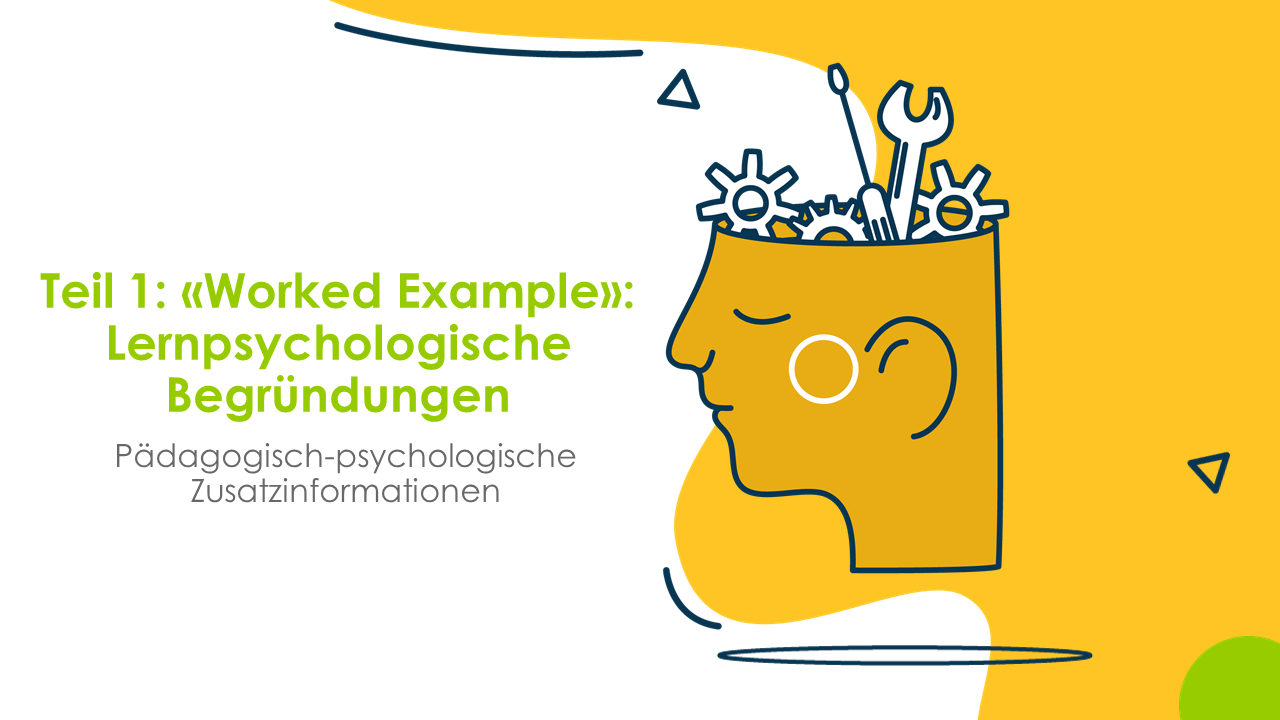 Teil 1: «Worked Example»:
Lernpsychologische
Begründungen
Pädagogisch-psychologische
Zusatzinformationen